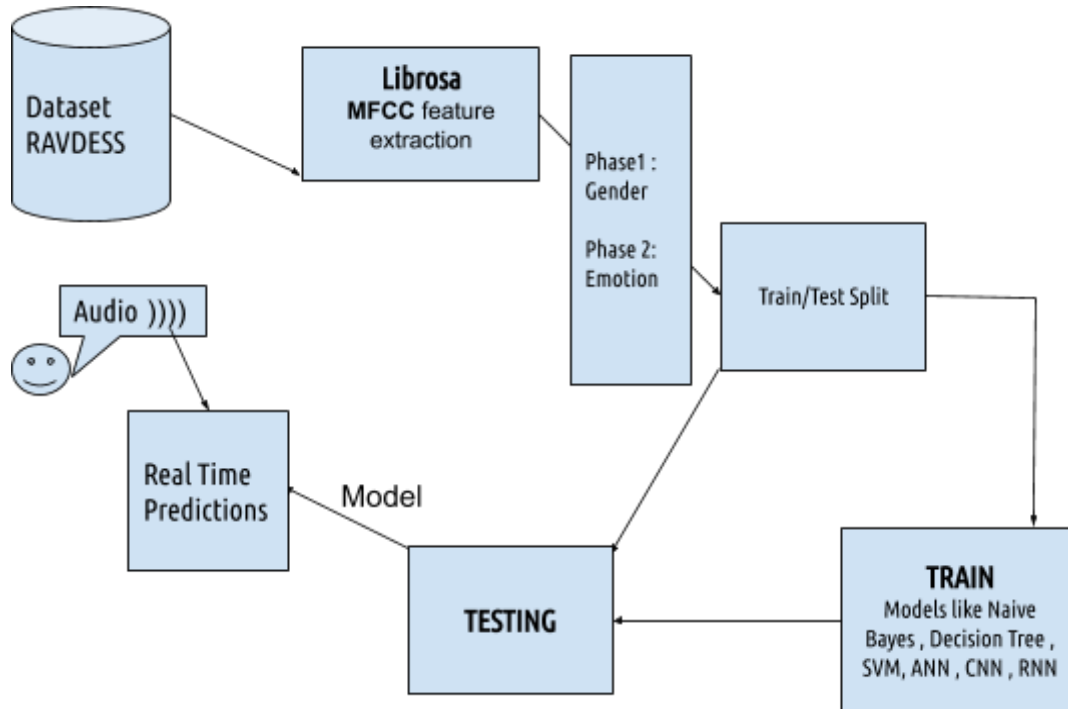 Dataset
RAVDESS
Librosa
MFCC feature
extraction
Phase1 :
Gender
Phase 2:
Emotion
Train/Test Split
Audio ))))
Real Time
Predictions
Model
TESTING
TRAIN
Models like Naive
Bayes , Decision Tree ,
SVM, ANN , CNN , RNN